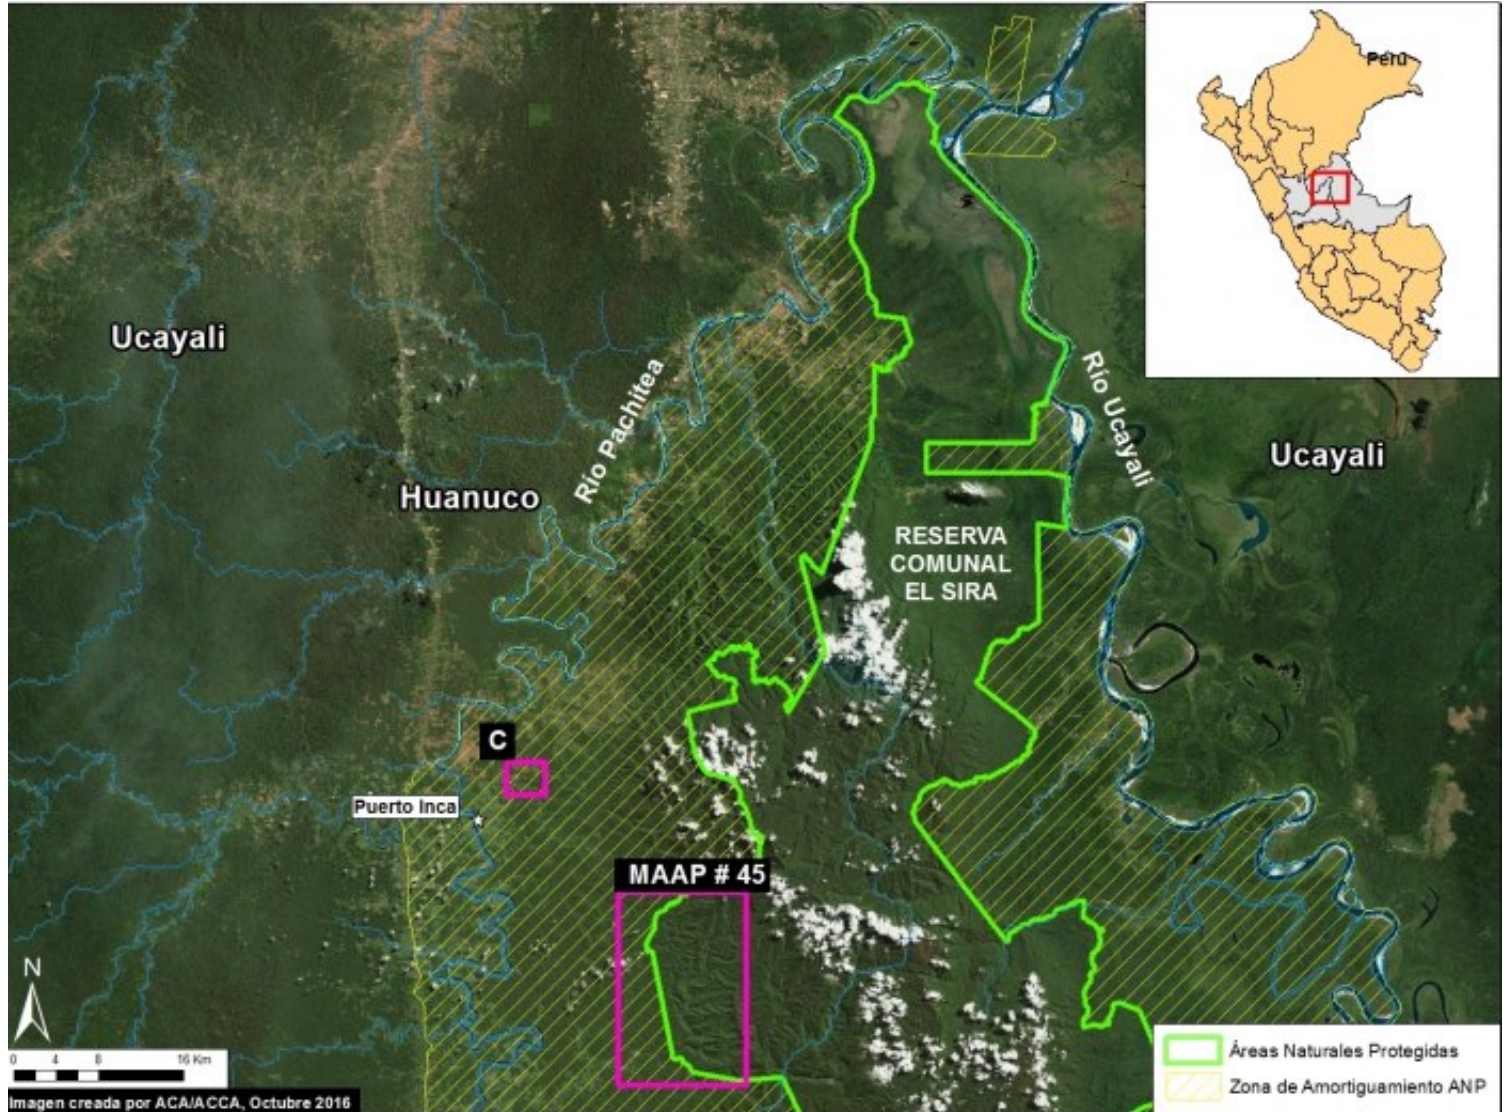 Perú
Ucayali
Río Pachitea
Río Ucayali
Ucayali
Huanuco
RESERVA
COMUNAL
EL SIRA
C
Puerto Inca
MAAP # 45
N
0 4 8 16 Km
Áreas Naturales Protegidas
Zona de Amortiguamiento ANP
Imagen creada por ACA/ACCA, Octubre 2016